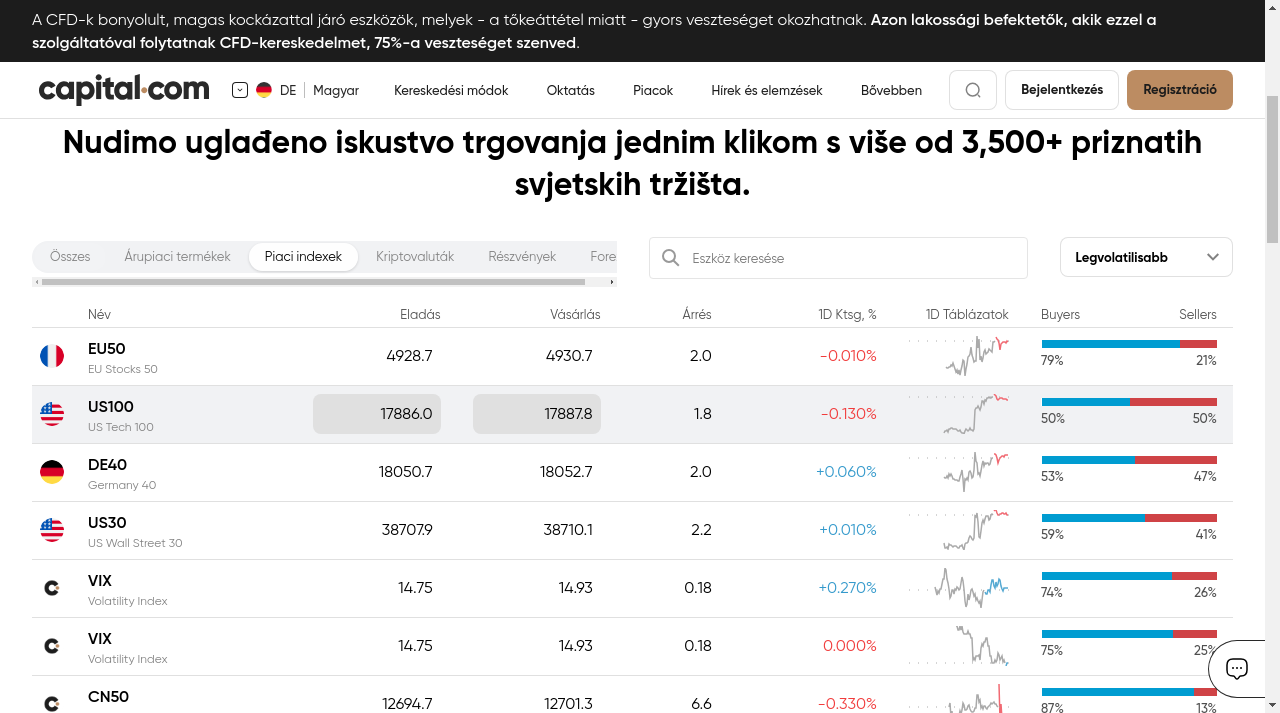 A CFD-k bonyolult, magas kockázattal járó eszközök, melyek - a tőkeáttétel miatt - gyors veszteséget okozhatnak. Azon lakossági befektetők, akik ezzel a
szolgáltatóval folytatnak CFD-kereskedelmet, 75%-a veszteséget szenved.
capital.com DE Magyar Kereskedési módok Oktatás Piacok Hírek és elemzések Bővebben Bejelentkezés Regisztráció
Nudimo uglađeno iskustvo trgovanja jednim klikom s više od 3,500+ priznatih
svjetskih tržišta.
Összes Árupiaci termékek Piaci indexek Kriptovaluták Részvények Fore Eszköz keresése Legvolatilisabb
Név Eladás Vásárlás Árrés 1D Ktsg, % 1D Táblázatok Buyers Sellers
EU50 4928.7 4930.7 2.0 -0.010%
EU Stocks 50 79% 21%
US100 17886.0 17887.8 1.8 -0.130%
US Tech 100 50% 50%
DE40 18050.7 18052.7 2.0 +0.060%
Germany 40 53% 47%
US30 38707.9 38710.1 2.2 +0.010%
US Wall Street 30 59% 41%
VIX 14.75 14.93 0.18 +0.270%
Volatility Index 74% 26%
VIX 14.75 14.93 0.18 0.000%
Volatility Index 75% 25%
CN50 12694.7 12701.3 6.6 -0.330%
87% 13%